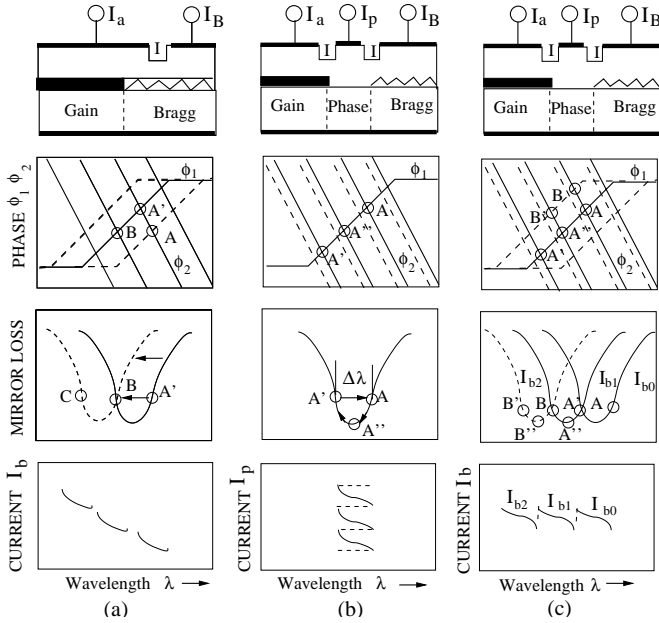 I_a I_B
I
Gain Bragg
I_a I_p I_B
I I
Gain Phase Bragg
I_a I_p I_B
I I
Gain Phase Bragg
PHASE ϕ_1 ϕ_2
ϕ_1
A'
B A
ϕ_2
ϕ_1
A
A''
A'
ϕ_2
ϕ_1
B
B' A
A''
A'
ϕ_2
MIRROR LOSS
B
C A'
Δλ
A' A
A''
I_b2 I_b1 I_b0
B' B A' A
B'' A''
CURRENT I_b
CURRENT I_p
CURRENT I_b
I_b2 I_b1 I_b0
Wavelength λ
Wavelength λ
Wavelength λ
(a) (b) (c)